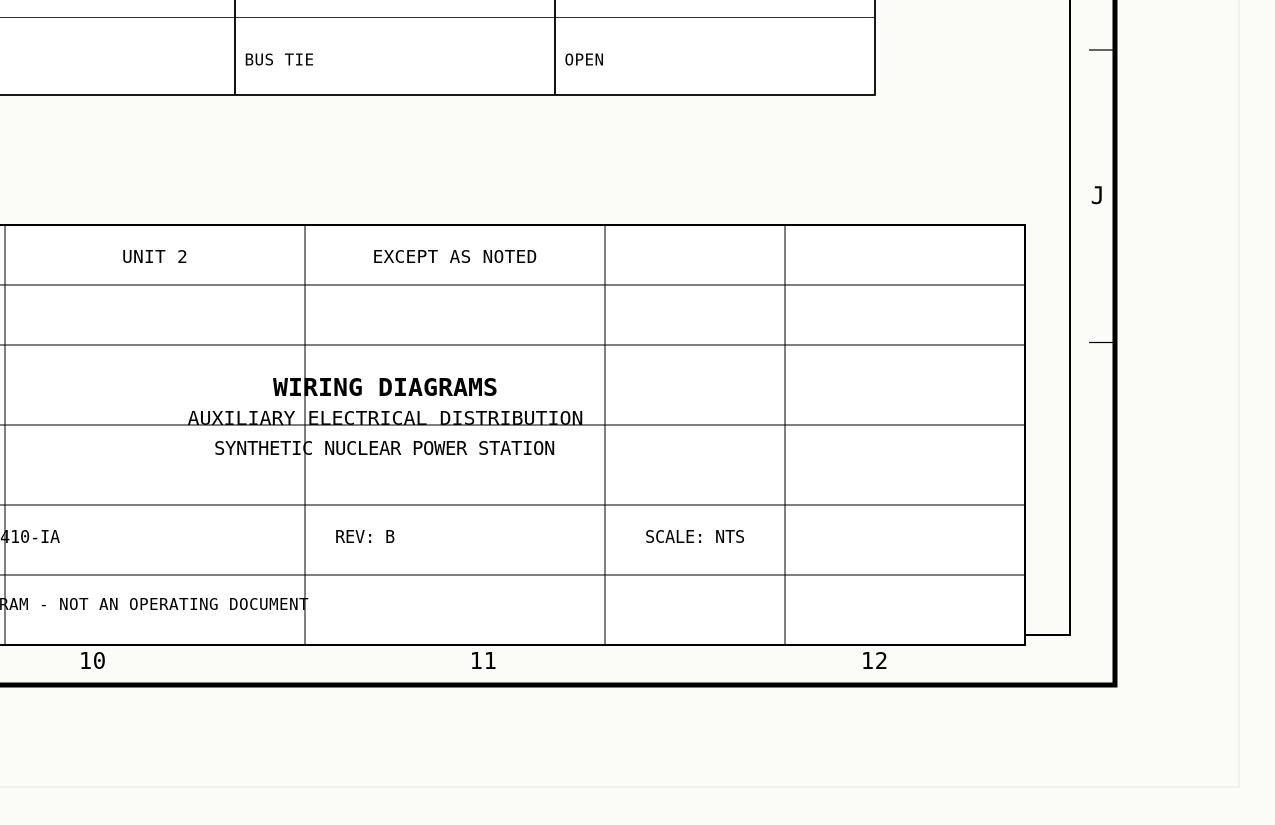 BUS TIE OPEN
J
UNIT 2 EXCEPT AS NOTED
WIRING DIAGRAMS
AUXILIARY ELECTRICAL DISTRIBUTION
SYNTHETIC NUCLEAR POWER STATION
410-IA REV: B SCALE: NTS
RAM - NOT AN OPERATING DOCUMENT
10 11 12